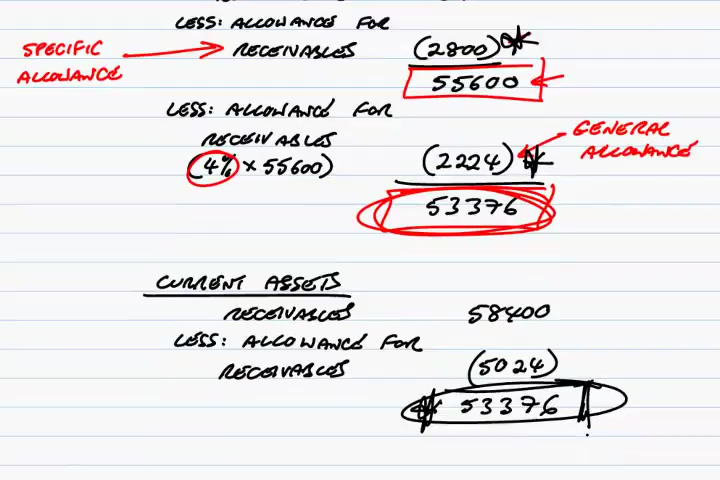 LESS: ALLOWANCE FOR
SPECIFIC ALLOWANCE
RECEIVABLES (2800)*
55600
LESS: ALLOWANCE FOR
RECEIVABLES
GENERAL ALLOWANCE
(4% × 55600) (2224)*
53376
CURRENT ASSETS
RECEIVABLES 58400
LESS: ALLOWANCE FOR
RECEIVABLES (5024)
53376